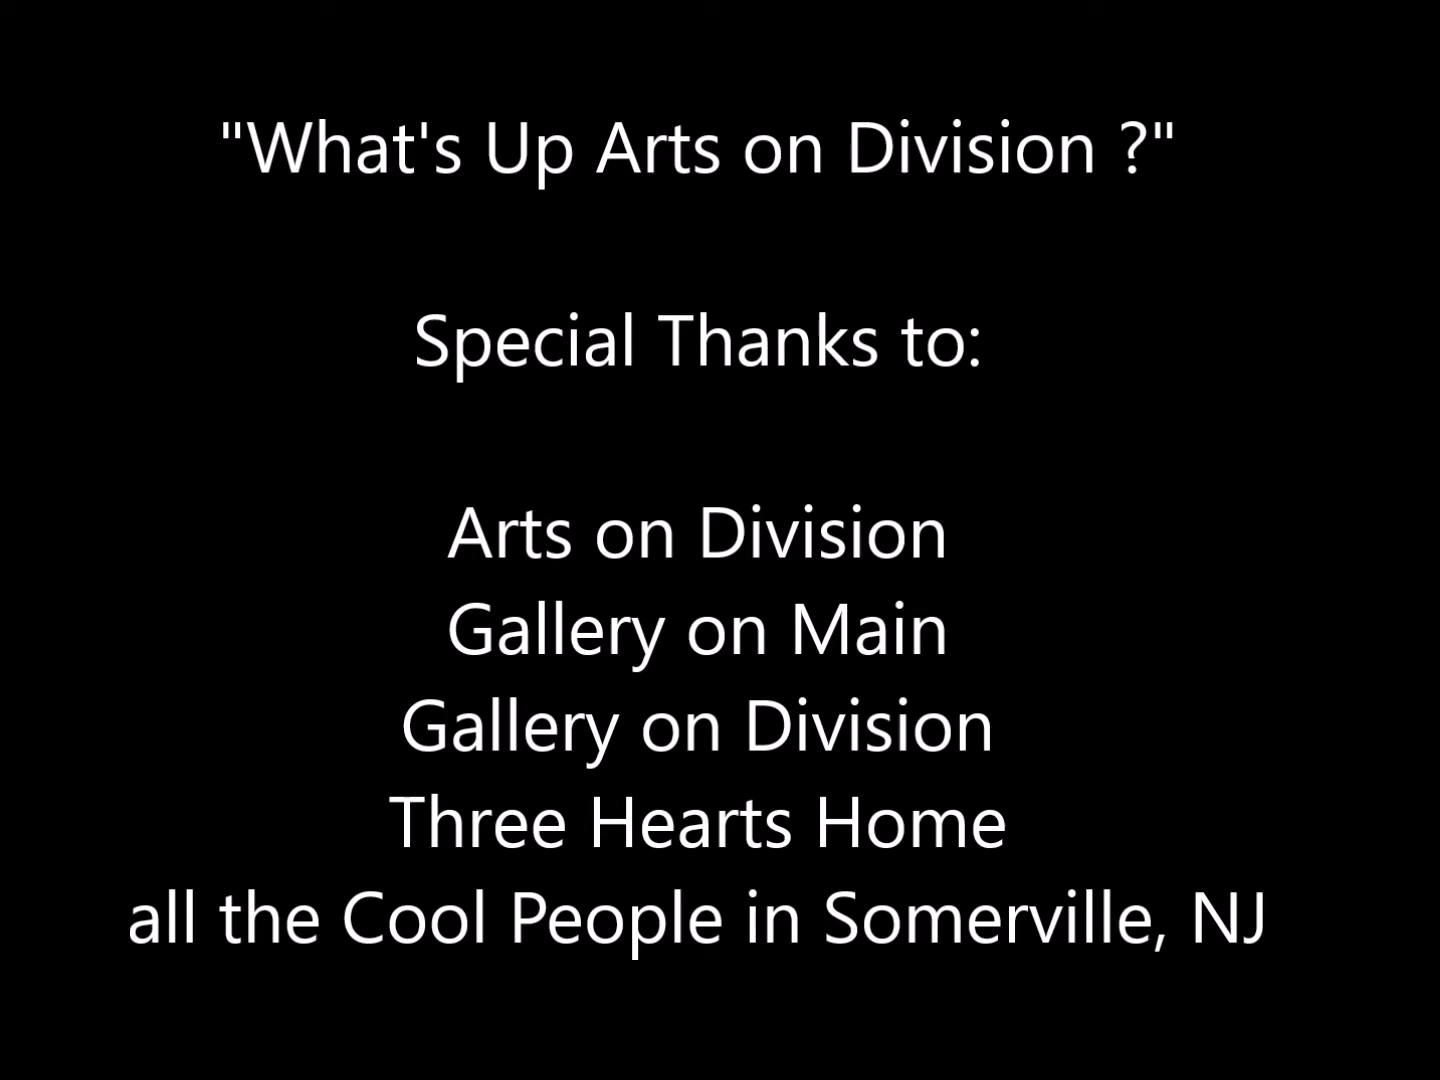 "What's Up Arts on Division ?"
Special Thanks to:
Arts on Division
Gallery on Main
Gallery on Division
Three Hearts Home
all the Cool People in Somerville, NJ